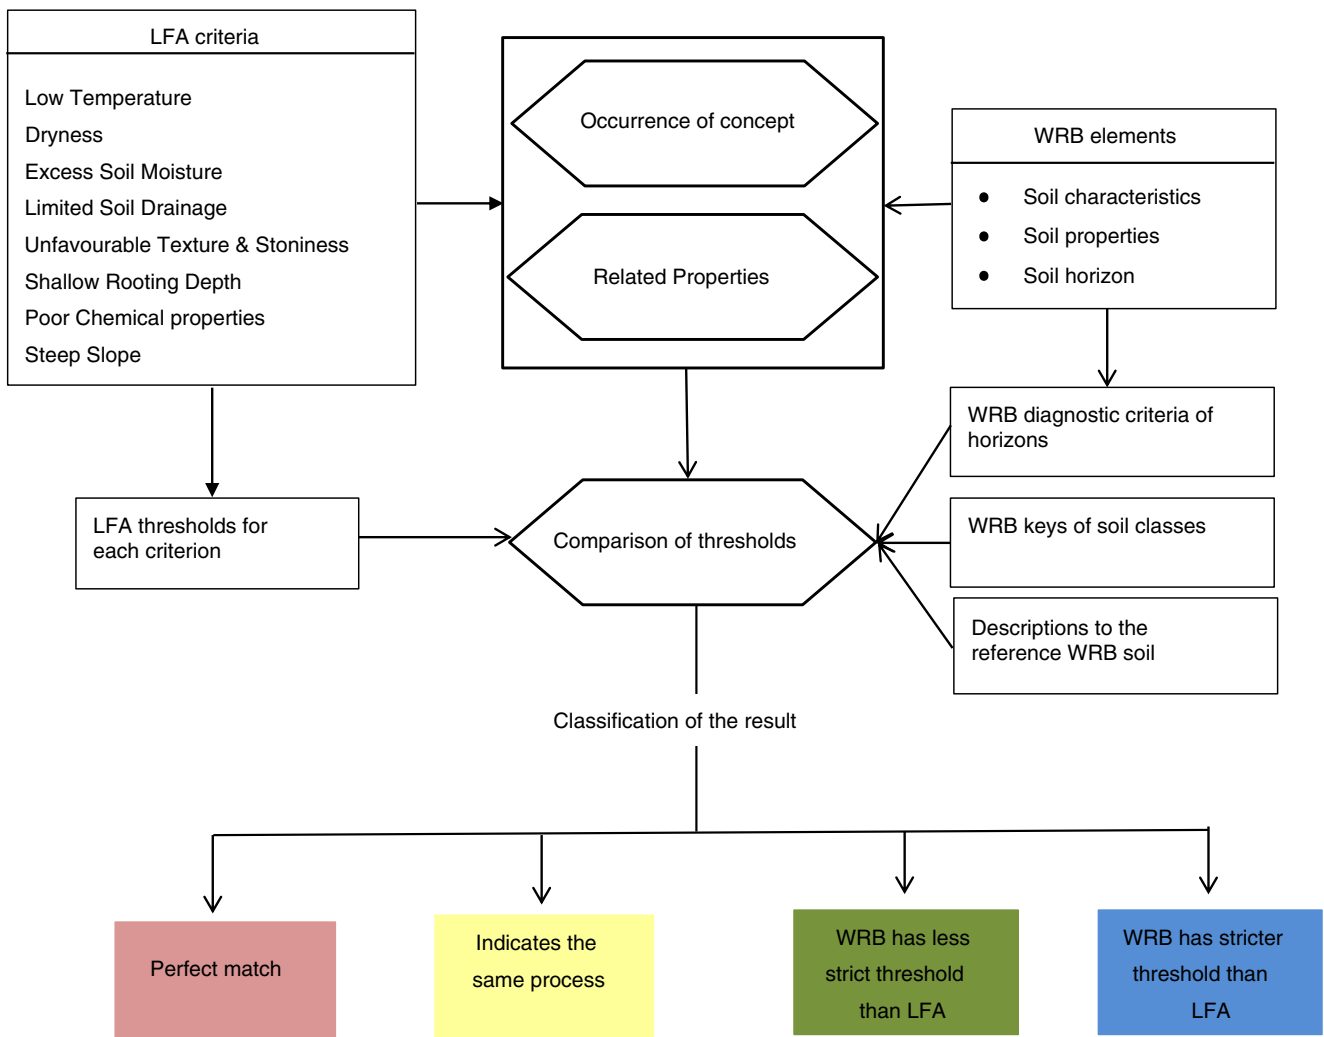 LFA criteria
Low Temperature
Dryness
Excess Soil Moisture
Limited Soil Drainage
Unfavourable Texture & Stoniness
Shallow Rooting Depth
Poor Chemical properties
Steep Slope
Occurrence of concept
Related Properties
WRB elements
● Soil characteristics
● Soil properties
● Soil horizon
WRB diagnostic criteria of
horizons
LFA thresholds for
each criterion
Comparison of thresholds
WRB keys of soil classes
Descriptions to the
reference WRB soil
Classification of the result
Perfect match
Indicates the
same process
WRB has less
strict threshold
than LFA
WRB has stricter
threshold than
LFA